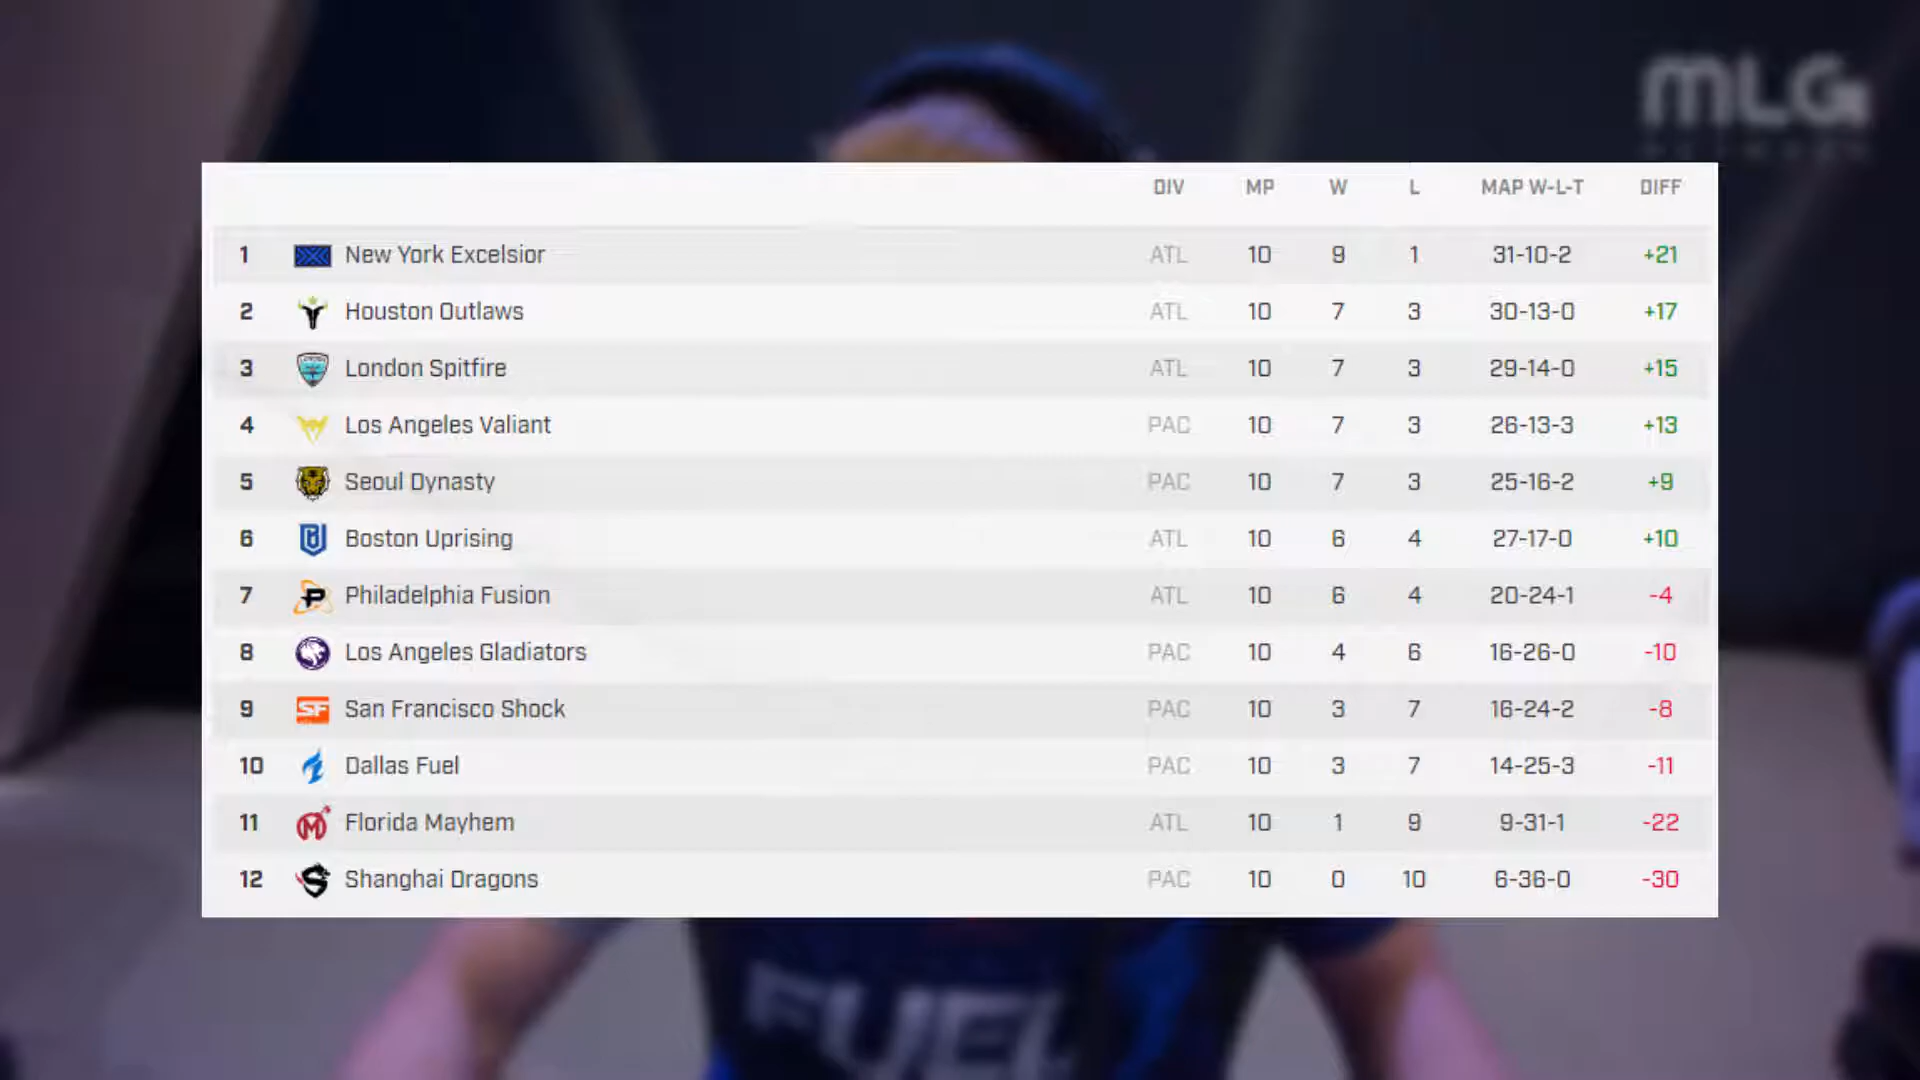 MLG
NETWORK
DIV MP W L MAP W-L-T DIFF
1 New York Excelsior ATL 10 9 1 31-10-2 +21
2 Houston Outlaws ATL 10 7 3 30-13-0 +17
3 London Spitfire ATL 10 7 3 29-14-0 +15
4 Los Angeles Valiant PAC 10 7 3 26-13-3 +13
5 Seoul Dynasty PAC 10 7 3 25-16-2 +9
6 Boston Uprising ATL 10 6 4 27-17-0 +10
7 Philadelphia Fusion ATL 10 6 4 20-24-1 -4
8 Los Angeles Gladiators PAC 10 4 6 16-26-0 -10
9 SF San Francisco Shock PAC 10 3 7 16-24-2 -8
10 Dallas Fuel PAC 10 3 7 14-25-3 -11
11 Florida Mayhem ATL 10 1 9 9-31-1 -22
12 Shanghai Dragons PAC 10 0 10 6-36-0 -30
FUEL